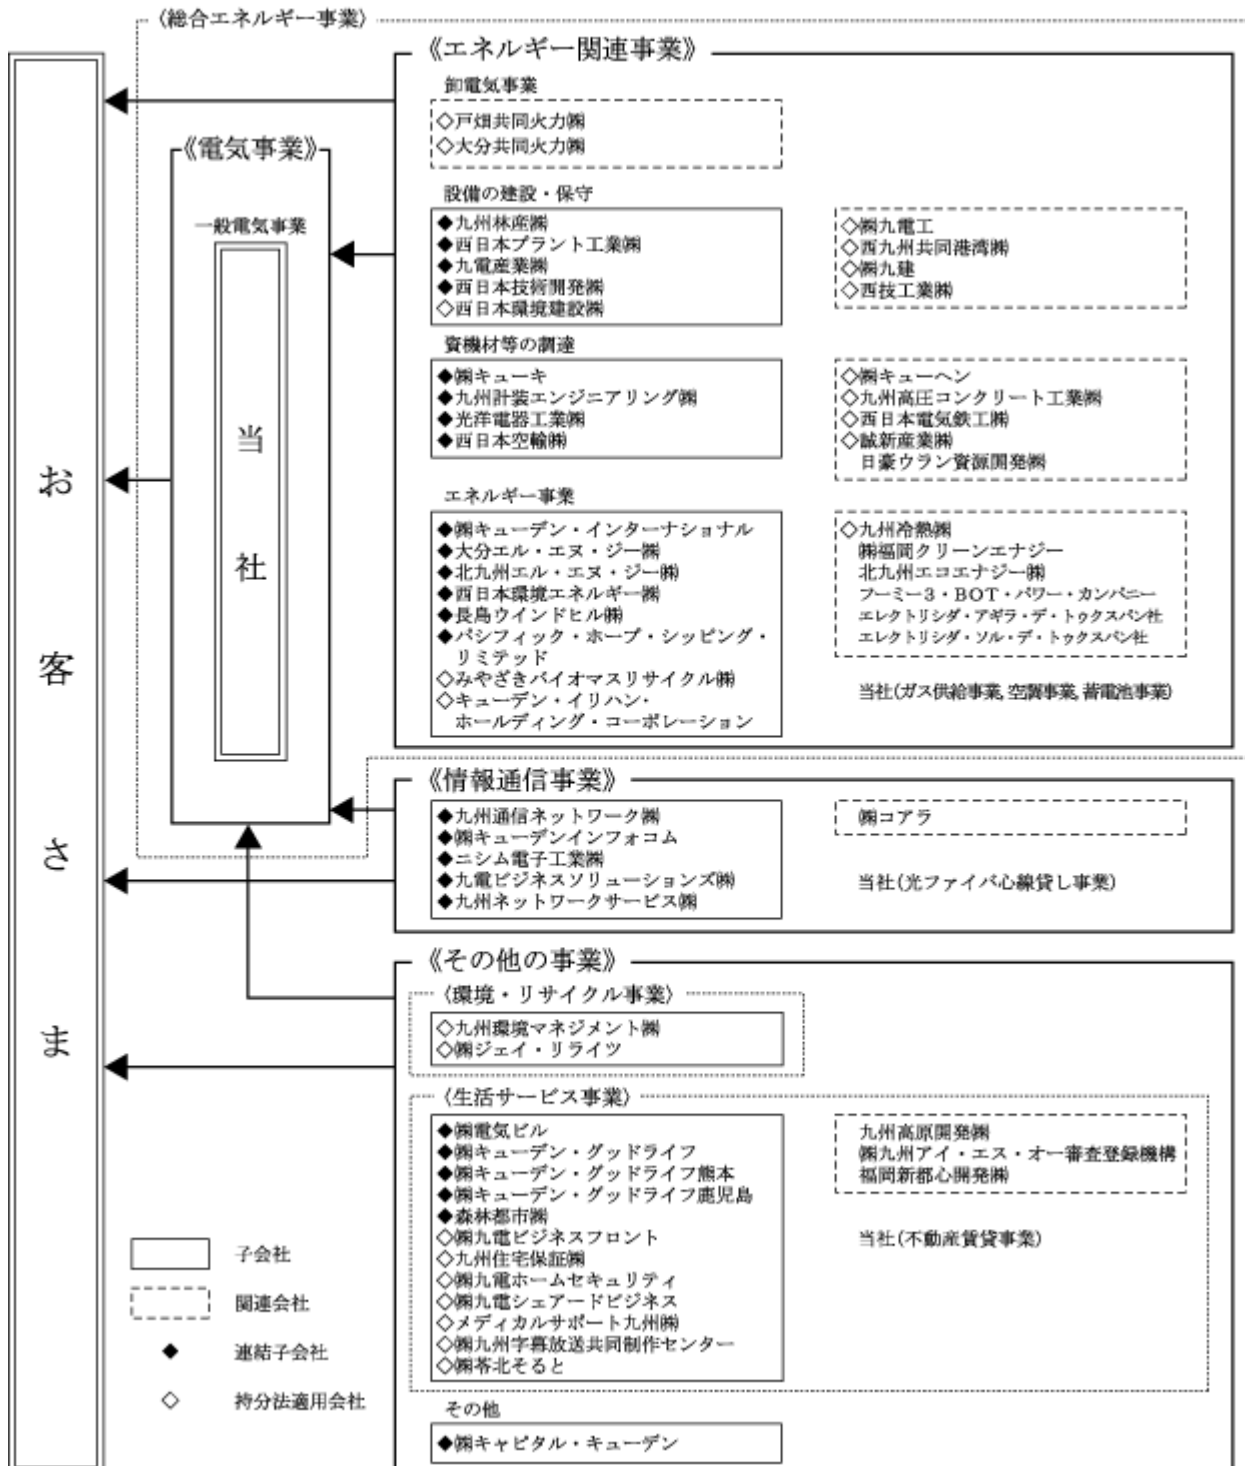 〈総合エネルギー事業〉
《エネルギー関連事業》
卸電気事業
◇戸畑共同火力㈱
◇大分共同火力㈱
《電気事業》
一般電気事業
当社
お客さま
設備の建設・保守
◆九州林産㈱
◆西日本プラント工業㈱
◆九電産業㈱
◆西日本技術開発㈱
◇西日本環境建設㈱
◇㈱九電工
◇西九州共同港湾㈱
◇㈱九建
◇西技工業㈱
資機材等の調達
◆㈱キューキ
◆九州計装エンジニアリング㈱
◆光洋電器工業㈱
◆西日本空輸㈱
◇㈱キューヘン
◇九州高圧コンクリート工業㈱
◇西日本電気鉄工㈱
◇誠新産業㈱
日豪ウラン資源開発㈱
エネルギー事業
◆㈱キューデン・インターナショナル
◆大分エル・エヌ・ジー㈱
◆北九州エル・エヌ・ジー㈱
◆西日本環境エネルギー㈱
◆長島ウインドヒル㈱
◆パシフィック・ホープ・シッピング・
リミテッド
◇みやざきバイオマスリサイクル㈱
◇キューデン・イリハン・
ホールディング・コーポレーション
◇九州冷熱㈱
㈱福岡クリーンエナジー
北九州エコエナジー㈱
フーミー3・BOT・パワー・カンパニー
エレクトリシダ・アギラ・デ・トゥクスパン社
エレクトリシダ・ソル・デ・トゥクスパン社
当社(ガス供給事業, 空調事業, 蓄電池事業)
《情報通信事業》
◆九州通信ネットワーク㈱
◆㈱キューデンインフォコム
◆ニシム電子工業㈱
◆九電ビジネスソリューションズ㈱
◆九州ネットワークサービス㈱
㈱コアラ
当社(光ファイバ心線貸し事業)
《その他の事業》
〈環境・リサイクル事業〉
◇九州環境マネジメント㈱
◇㈱ジェイ・リライツ
〈生活サービス事業〉
◆㈱電気ビル
◆㈱キューデン・グッドライフ
◆㈱キューデン・グッドライフ熊本
◆㈱キューデン・グッドライフ鹿児島
◆森林都市㈱
◇㈱九電ビジネスフロント
◇九州住宅保証㈱
◇㈱九電ホームセキュリティ
◇㈱九電シェアードビジネス
◇メディカルサポート九州㈱
◇㈱九州字幕放送共同制作センター
◇㈱苓北そると
九州高原開発㈱
㈱九州アイ・エス・オー審査登録機構
福岡新都心開発㈱
当社(不動産賃貸事業)
その他
◆㈱キャピタル・キューデン
子会社
関連会社
◆ 連結子会社
◇ 持分法適用会社